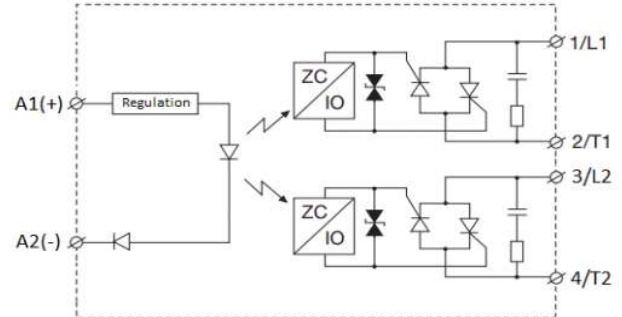 1/L1
ZC
IO
A1(+)
Regulation
2/T1
3/L2
ZC
IO
A2(-)
4/T2